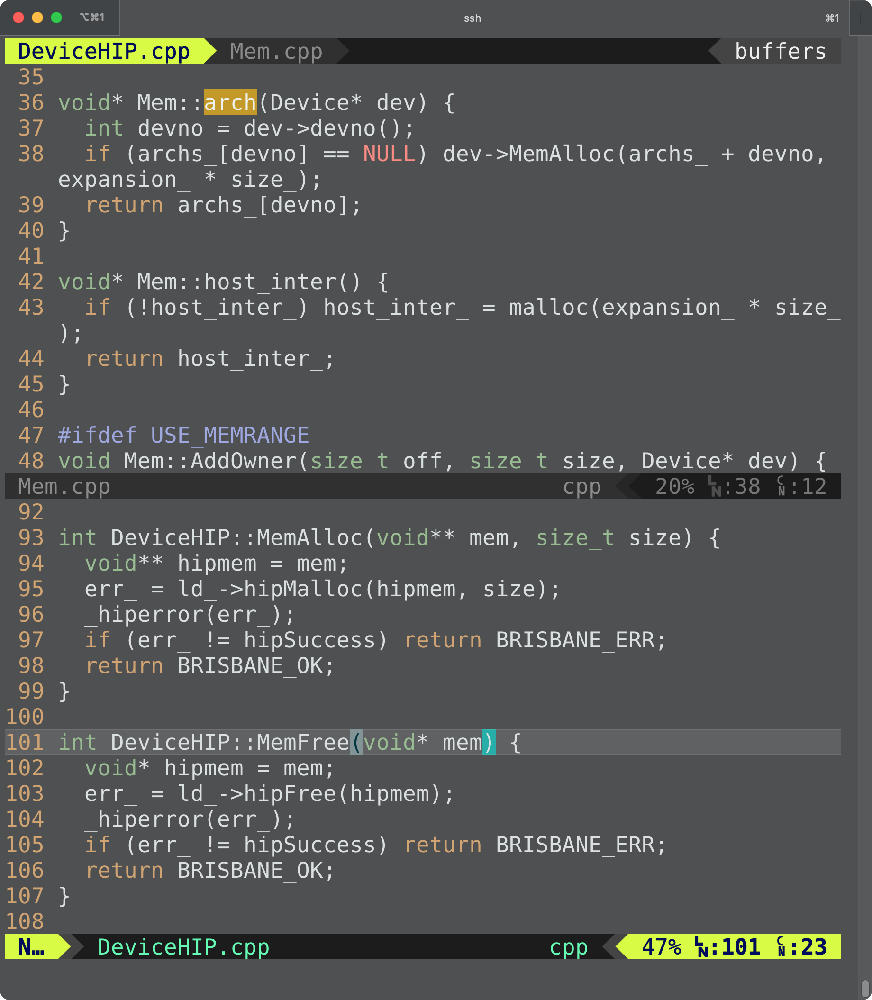 ⌥⌘1 ssh ⌘1 +
DeviceHIP.cpp Mem.cpp buffers
35
36 void* Mem::arch(Device* dev) {
37   int devno = dev->devno();
38   if (archs_[devno] == NULL) dev->MemAlloc(archs_ + devno,
expansion_ * size_);
39   return archs_[devno];
40 }
41
42 void* Mem::host_inter() {
43   if (!host_inter_) host_inter_ = malloc(expansion_ * size_
);
44   return host_inter_;
45 }
46
47 #ifdef USE_MEMRANGE
48 void Mem::AddOwner(size_t off, size_t size, Device* dev) {
Mem.cpp cpp 20% ␤:38 ␊:12
92
93 int DeviceHIP::MemAlloc(void** mem, size_t size) {
94   void** hipmem = mem;
95   err_ = ld_->hipMalloc(hipmem, size);
96   _hiperror(err_);
97   if (err_ != hipSuccess) return BRISBANE_ERR;
98   return BRISBANE_OK;
99 }
100
101 int DeviceHIP::MemFree(void* mem) {
102   void* hipmem = mem;
103   err_ = ld_->hipFree(hipmem);
104   _hiperror(err_);
105   if (err_ != hipSuccess) return BRISBANE_ERR;
106   return BRISBANE_OK;
107 }
108
N… DeviceHIP.cpp cpp 47% LN:101 CN:23